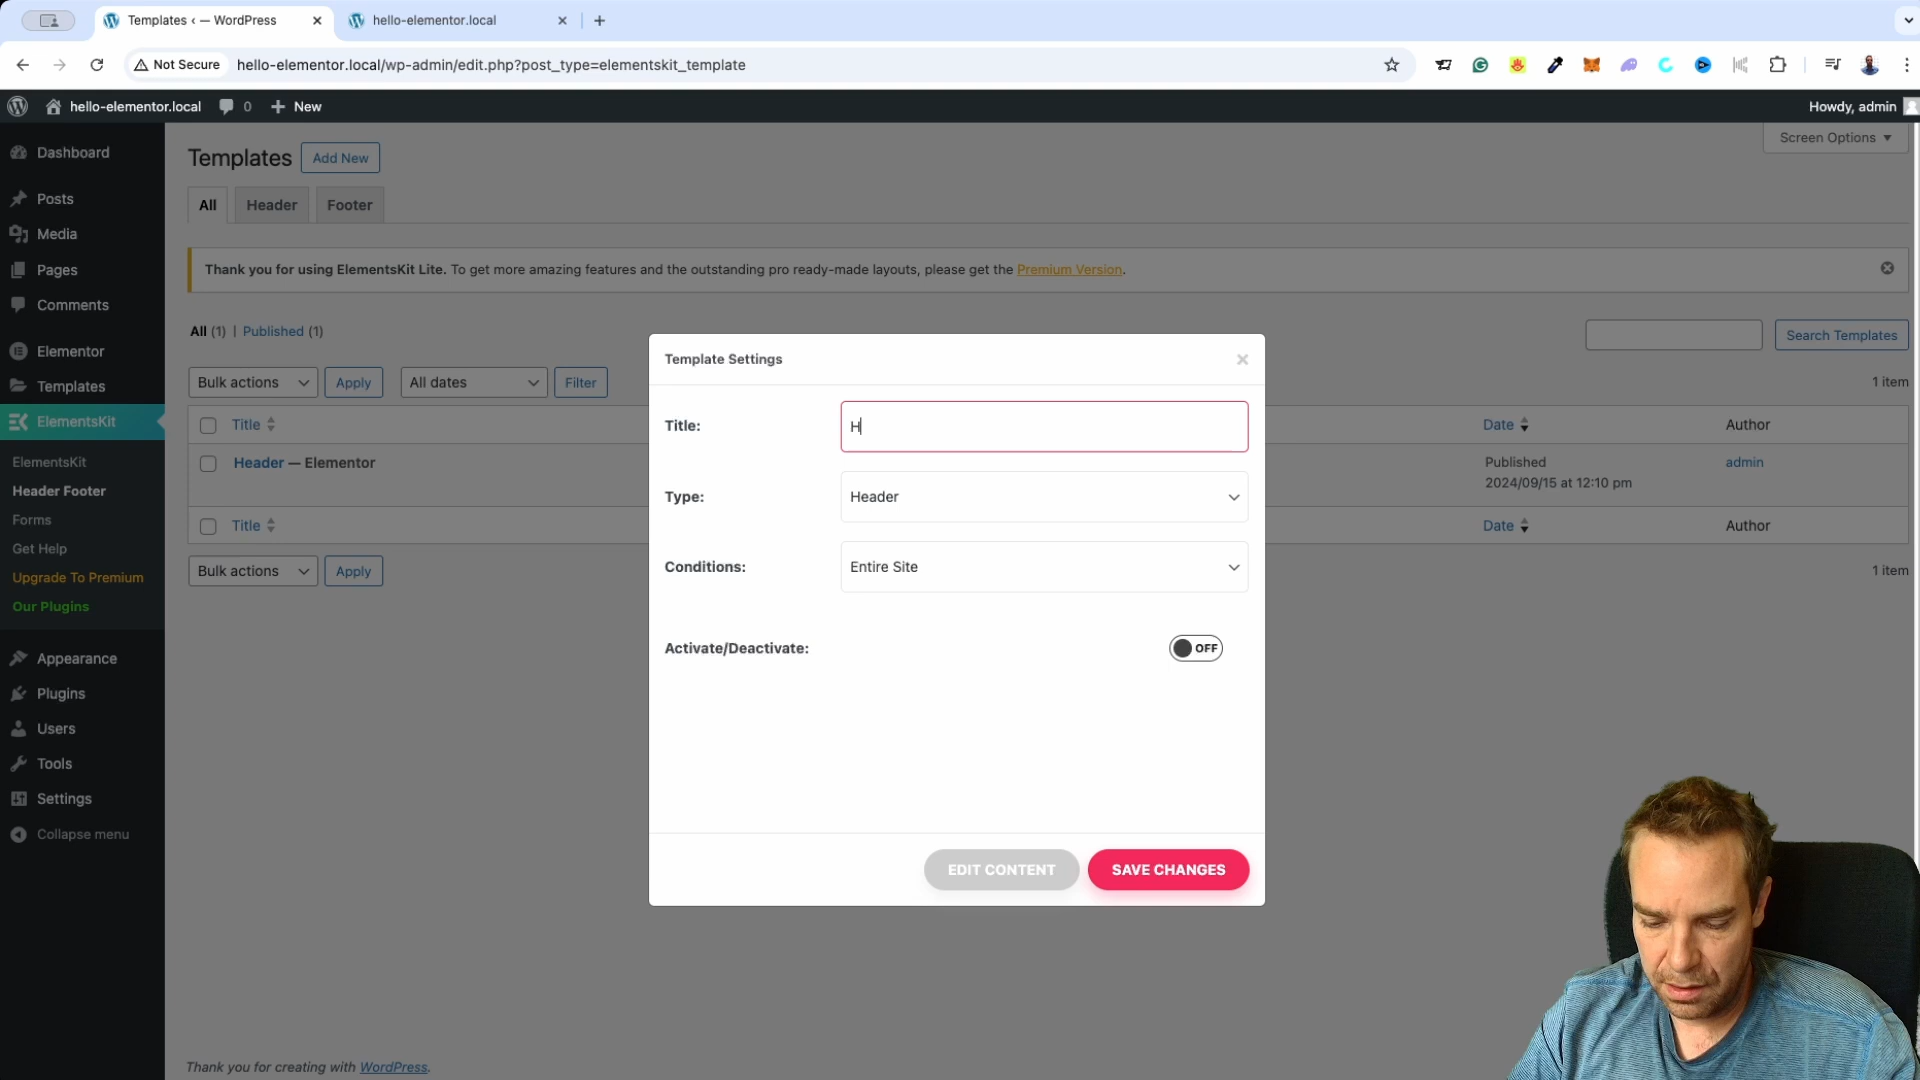 Templates ‹ — WordPress
hello-elementor.local
Not Secure
hello-elementor.local/wp-admin/edit.php?post_type=elementskit_template
hello-elementor.local
0
New
Howdy, admin
Screen Options
Dashboard
Posts
Media
Pages
Comments
Elementor
Templates
ElementsKit
ElementsKit
Header Footer
Forms
Get Help
Upgrade To Premium
Our Plugins
Appearance
Plugins
Users
Tools
Settings
Collapse menu
Templates
Add New
All
Header
Footer
Thank you for using ElementsKit Lite. To get more amazing features and the outstanding pro ready-made layouts, please get the Premium Version.
All (1) | Published (1)
Search Templates
Bulk actions
Apply
All dates
Filter
1 item
Title
Date
Author
Header — Elementor
Published
2024/09/15 at 12:10 pm
admin
Title
Date
Author
Bulk actions
Apply
1 item
Template Settings
Title:
H
Type:
Header
Conditions:
Entire Site
Activate/Deactivate:
OFF
EDIT CONTENT
SAVE CHANGES
Thank you for creating with WordPress.